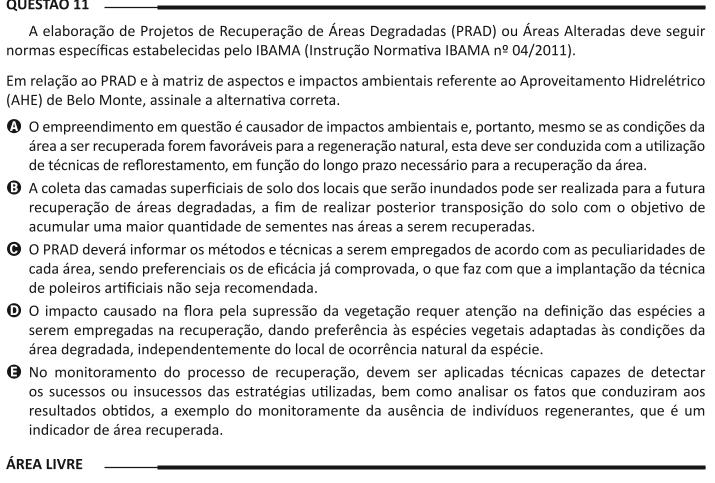 QUESTÃO 11
A elaboração de Projetos de Recuperação de Áreas Degradadas (PRAD) ou Áreas Alteradas deve seguir
normas específicas estabelecidas pelo IBAMA (Instrução Normativa IBAMA nº 04/2011).
Em relação ao PRAD e à matriz de aspectos e impactos ambientais referente ao Aproveitamento Hidrelétrico
(AHE) de Belo Monte, assinale a alternativa correta.
A O empreendimento em questão é causador de impactos ambientais e, portanto, mesmo se as condições da
área a ser recuperada forem favoráveis para a regeneração natural, esta deve ser conduzida com a utilização
de técnicas de reflorestamento, em função do longo prazo necessário para a recuperação da área.
B A coleta das camadas superficiais de solo dos locais que serão inundados pode ser realizada para a futura
recuperação de áreas degradadas, a fim de realizar posterior transposição do solo com o objetivo de
acumular uma maior quantidade de sementes nas áreas a serem recuperadas.
C O PRAD deverá informar os métodos e técnicas a serem empregados de acordo com as peculiaridades de
cada área, sendo preferenciais os de eficácia já comprovada, o que faz com que a implantação da técnica
de poleiros artificiais não seja recomendada.
D O impacto causado na flora pela supressão da vegetação requer atenção na definição das espécies a
serem empregadas na recuperação, dando preferência às espécies vegetais adaptadas às condições da
área degradada, independentemente do local de ocorrência natural da espécie.
E No monitoramento do processo de recuperação, devem ser aplicadas técnicas capazes de detectar
os sucessos ou insucessos das estratégias utilizadas, bem como analisar os fatos que conduziram aos
resultados obtidos, a exemplo do monitoramento da ausência de indivíduos regenerantes, que é um
indicador de área recuperada.
ÁREA LIVRE